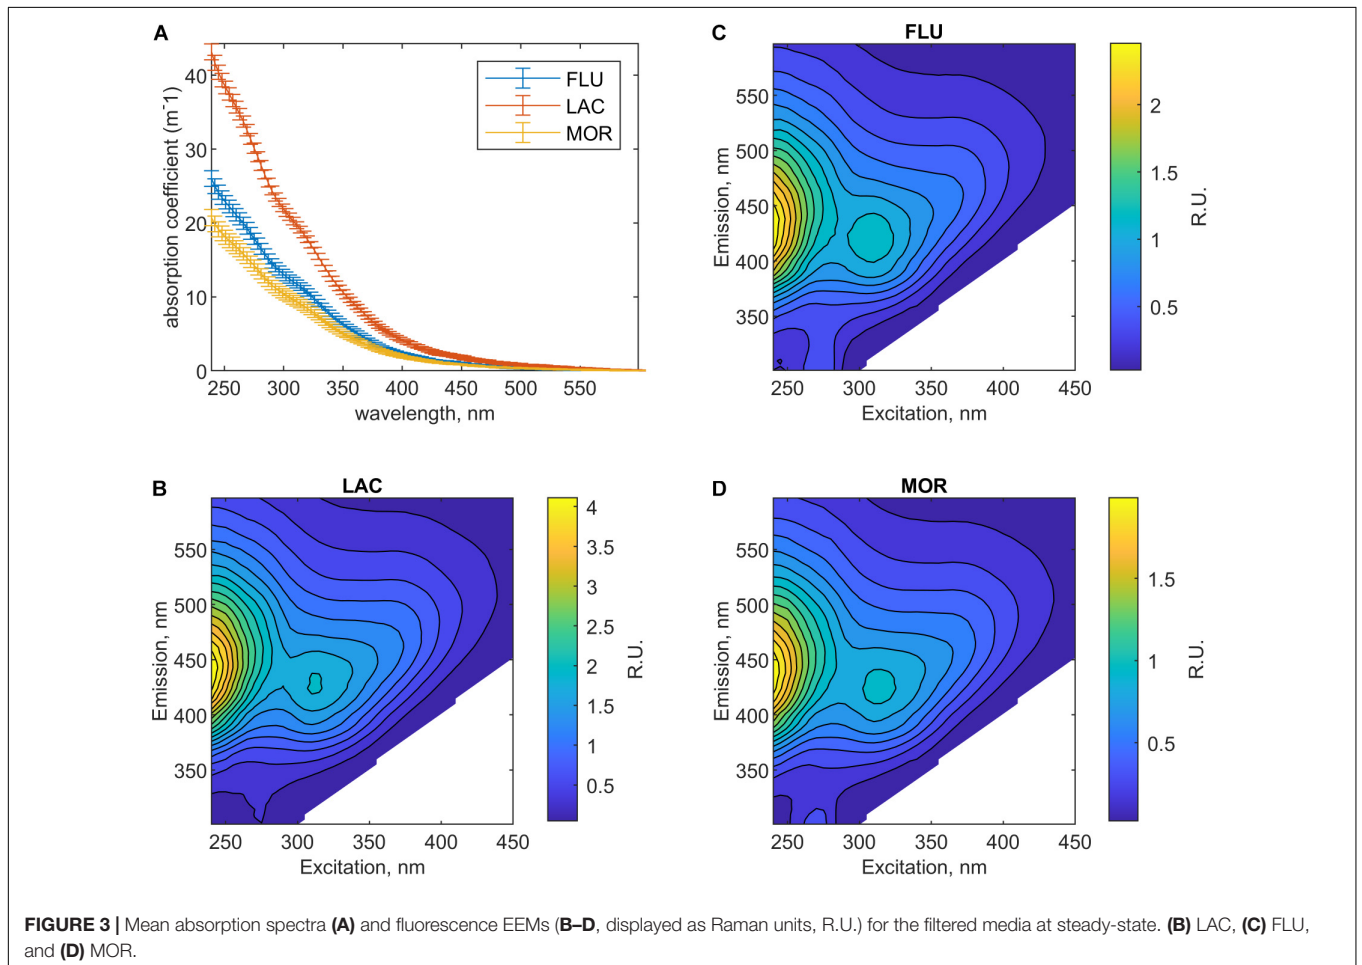 A
absorption coefficient (m⁻1)
40
30
20
10
0
250 300 350 400 450 500 550
wavelength, nm
FLU
LAC
MOR
C
FLU
Emission, nm
550
500
450
400
350
250 300 350 400 450
Excitation, nm
2
1.5
1
0.5
R.U.
B
LAC
Emission, nm
550
500
450
400
350
250 300 350 400 450
Excitation, nm
4
3.5
3
2.5
2
1.5
1
0.5
R.U.
D
MOR
Emission, nm
550
500
450
400
350
250 300 350 400 450
Excitation, nm
1.5
1
0.5
R.U.
FIGURE 3 | Mean absorption spectra (A) and fluorescence EEMs (B–D, displayed as Raman units, R.U.) for the filtered media at steady-state. (B) LAC, (C) FLU,
and (D) MOR.